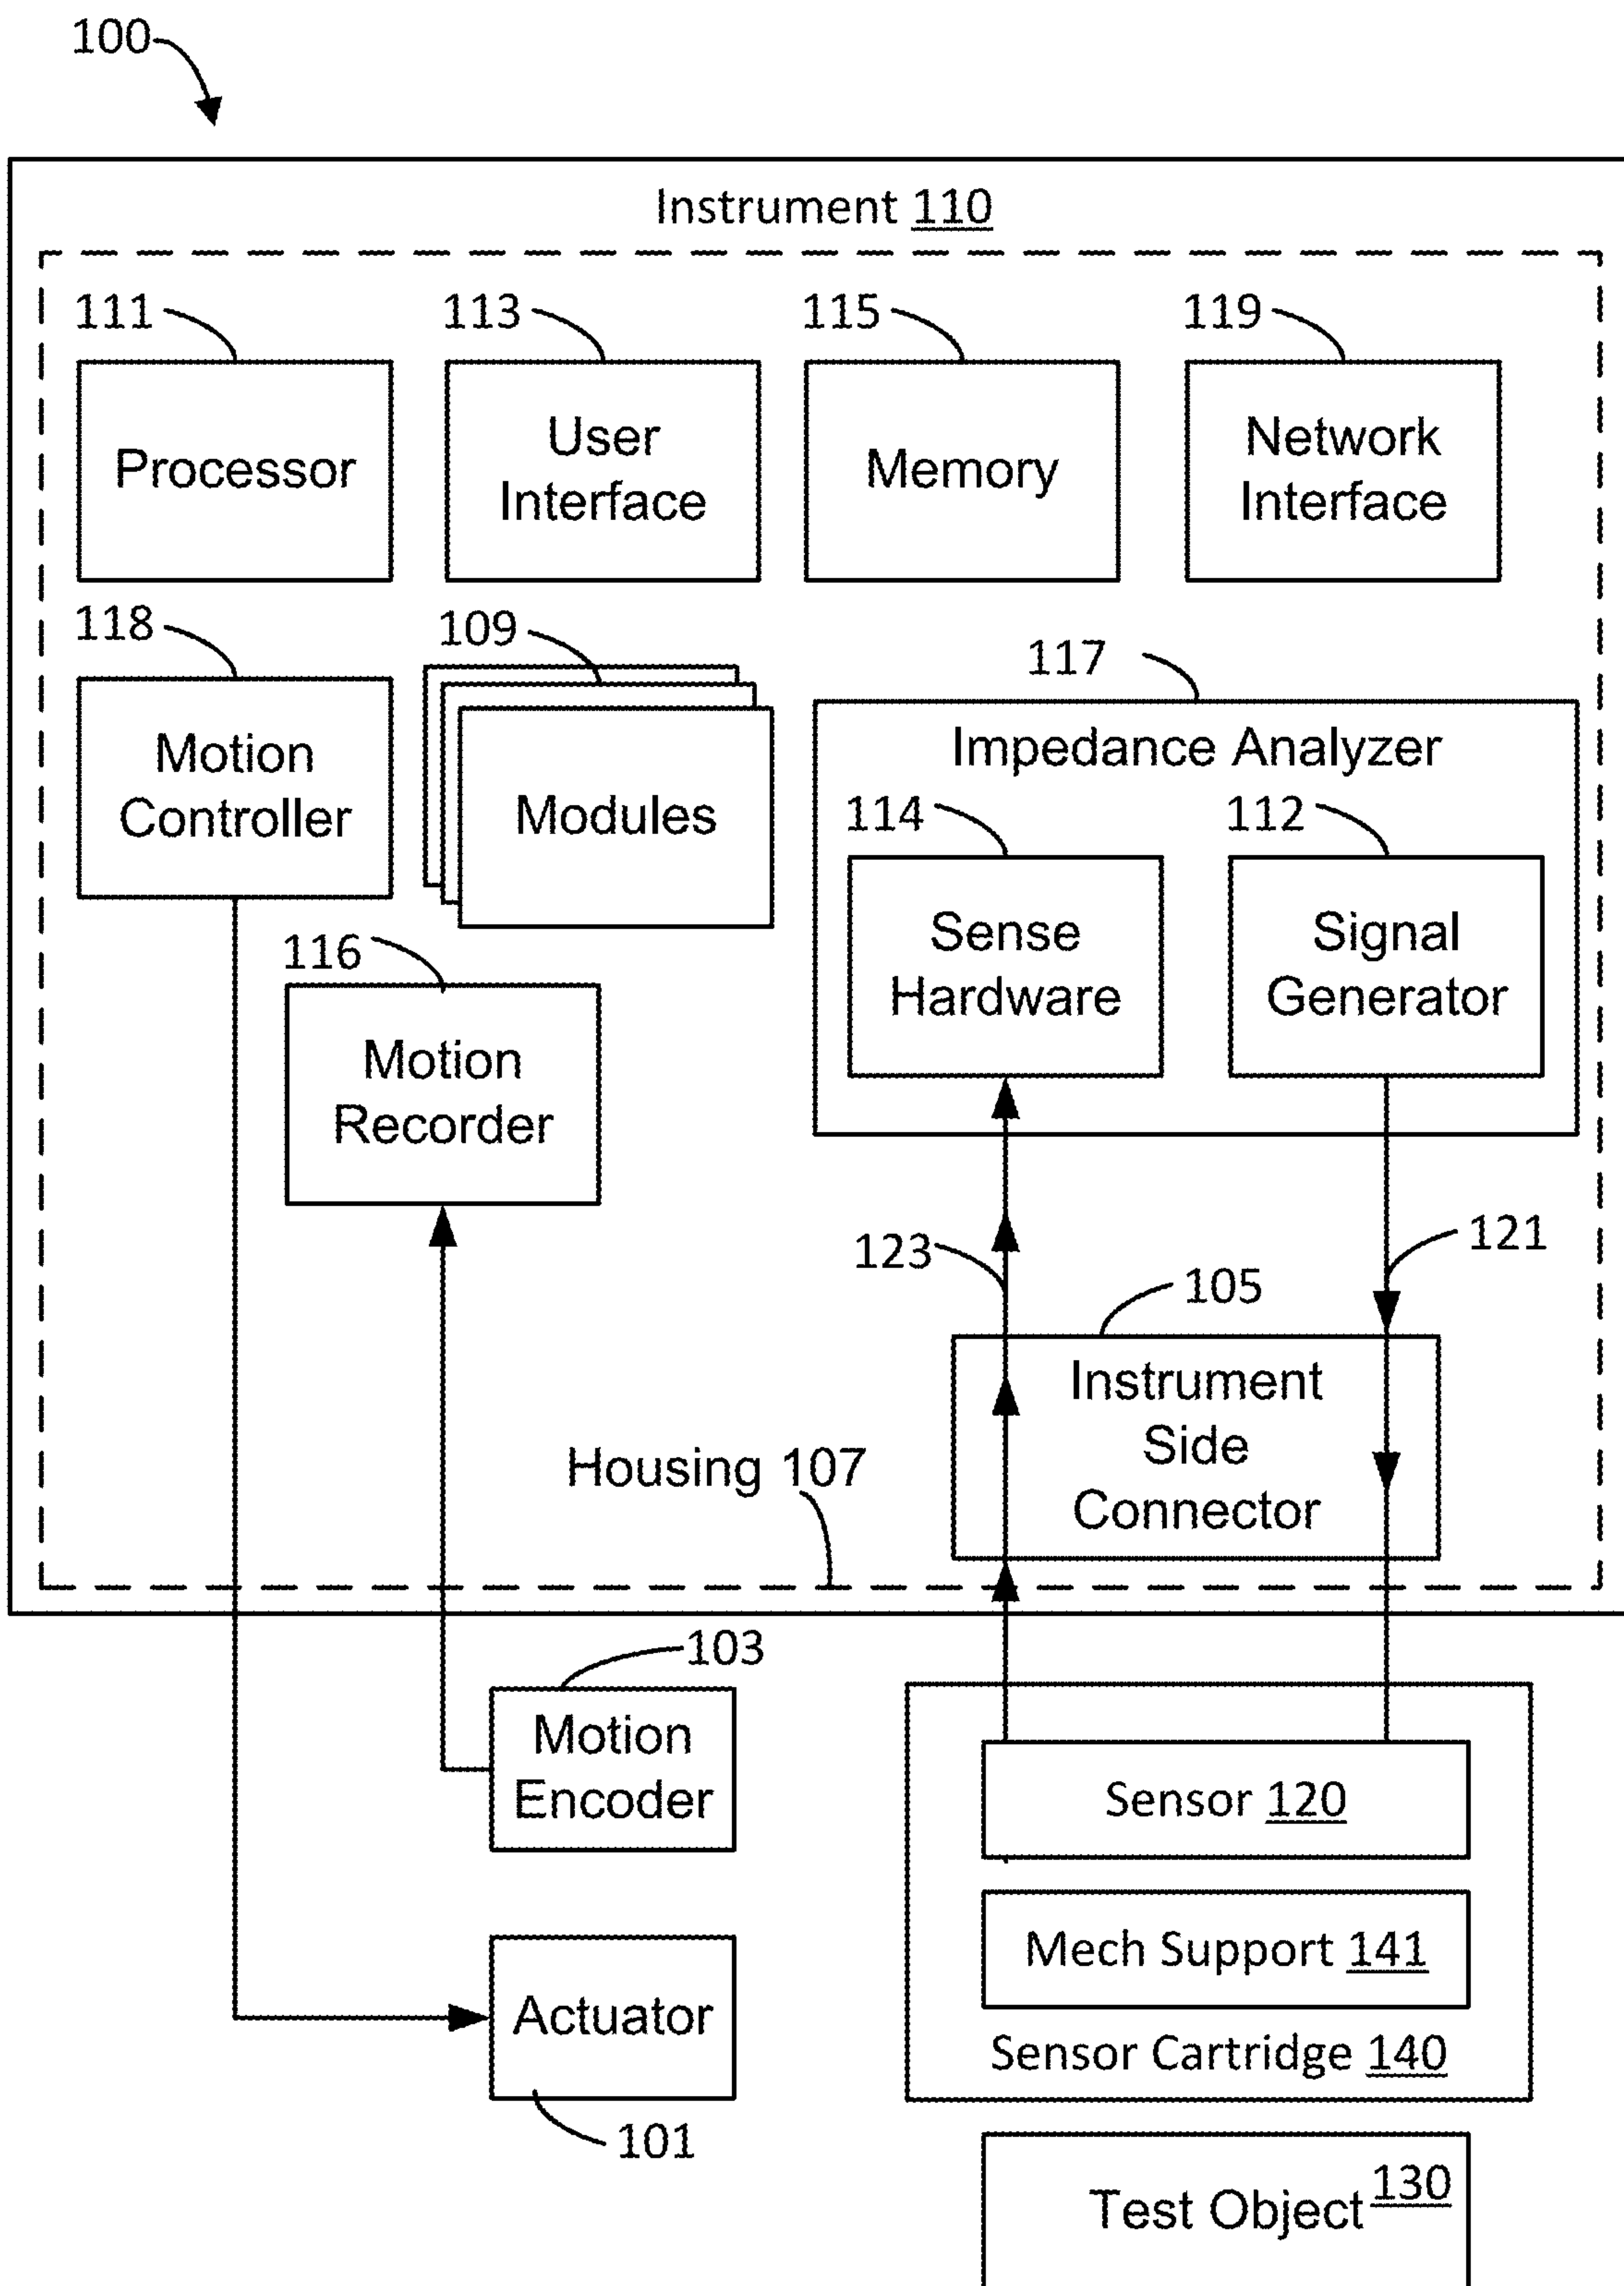 100
Instrument 110
111
113
115
119
Processor
User
Interface
Memory
Network
Interface
118
109
117
Motion
Controller
Modules
Impedance Analyzer
114
112
Sense
Hardware
Signal
Generator
116
Motion
Recorder
123
121
105
Instrument
Side
Connector
Housing 107
103
Motion
Encoder
Sensor 120
Mech Support 141
Sensor Cartridge 140
Actuator
101
Test Object 130